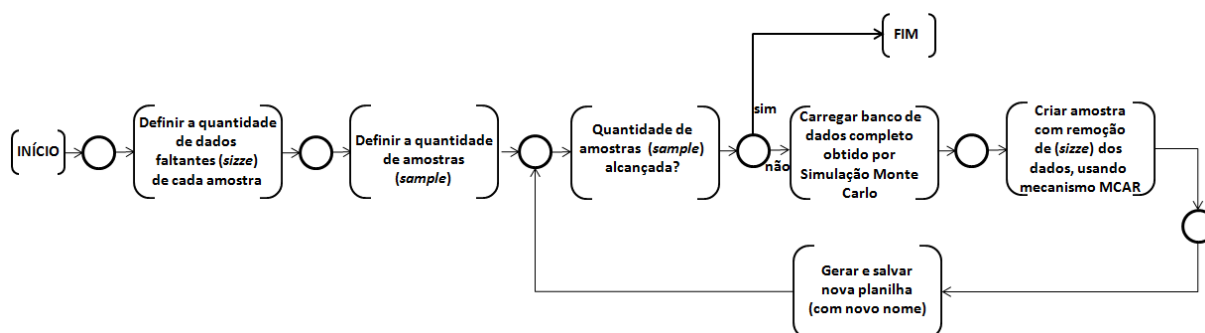 INÍCIO
Definir a quantidade
de dados
faltantes (sizze)
de cada amostra
Definir a quantidade
de amostras
(sample)
Quantidade de
amostras (sample)
alcançada?
sim
FIM
não
Carregar banco de
dados completo
obtido por
Simulação Monte
Carlo
Criar amostra
com remoção
de (sizze) dos
dados, usando
mecanismo MCAR
Gerar e salvar
nova planilha
(com novo nome)